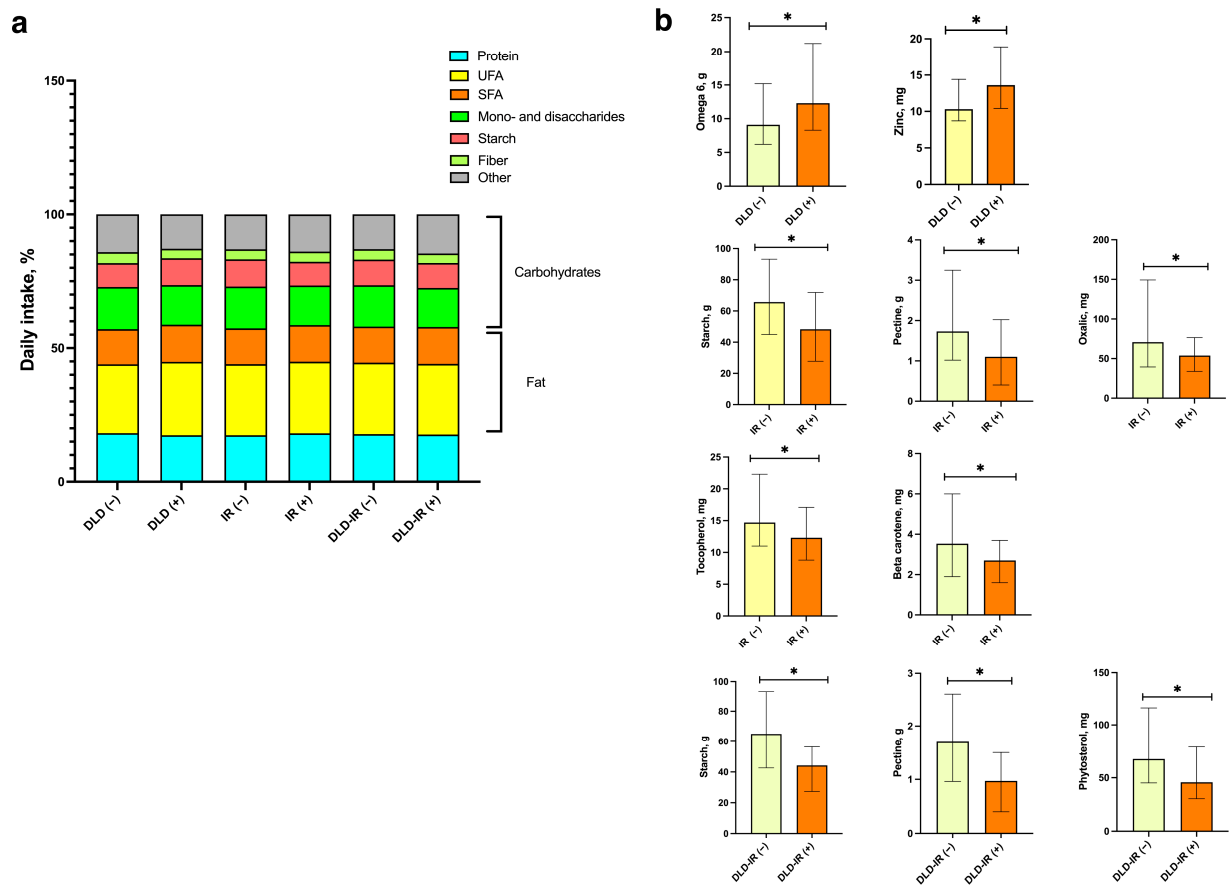 a
150
100
50
0
Daily intake, %
Protein
UFA
SFA
Mono- and disaccharides
Starch
Fiber
Other
Carbohydrates
Fat
DLD (−)
DLD (+)
IR (−)
IR (+)
DLD-IR (−)
DLD-IR (+)
b
25
20
15
10
5
0
Omega 6, g
*
DLD (−)
DLD (+)
20
15
10
5
0
Zinc, mg
*
DLD (−)
DLD (+)
100
80
60
40
20
0
Starch, g
*
IR (−)
IR (+)
4
3
2
1
0
Pectine, g
*
IR (−)
IR (+)
200
150
100
50
0
Oxalic, mg
*
IR (−)
IR (+)
25
20
15
10
5
0
Tocopherol, mg
*
IR (−)
IR (+)
8
6
4
2
0
Beta carotene, mg
*
IR (−)
IR (+)
100
80
60
40
20
0
Starch, g
*
DLD-IR (−)
DLD-IR (+)
3
2
1
0
Pectine, g
*
DLD-IR (−)
DLD-IR (+)
150
100
50
0
Phytosterol, mg
*
DLD-IR (−)
DLD-IR (+)